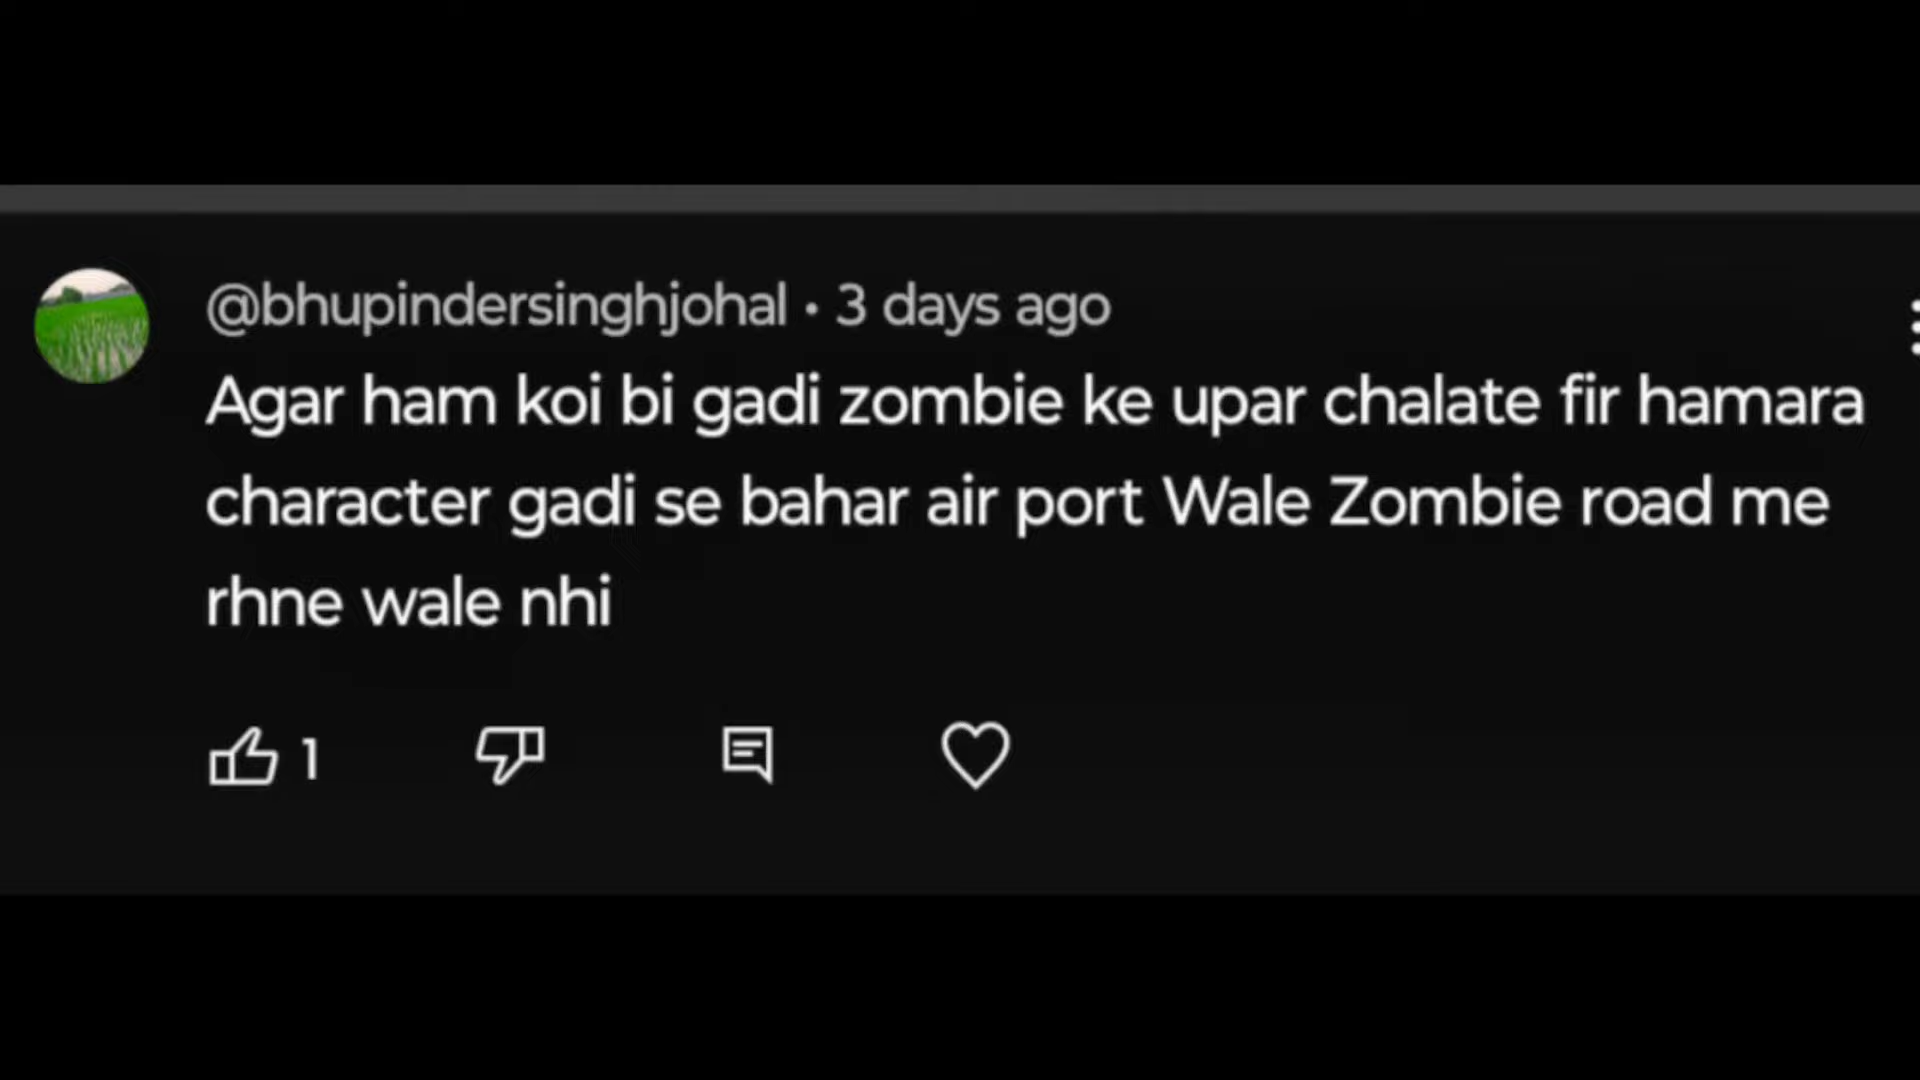 @bhupindersinghjohal • 3 days ago
Agar ham koi bi gadi zombie ke upar chalate fir hamara
character gadi se bahar air port Wale Zombie road me
rhne wale nhi
1